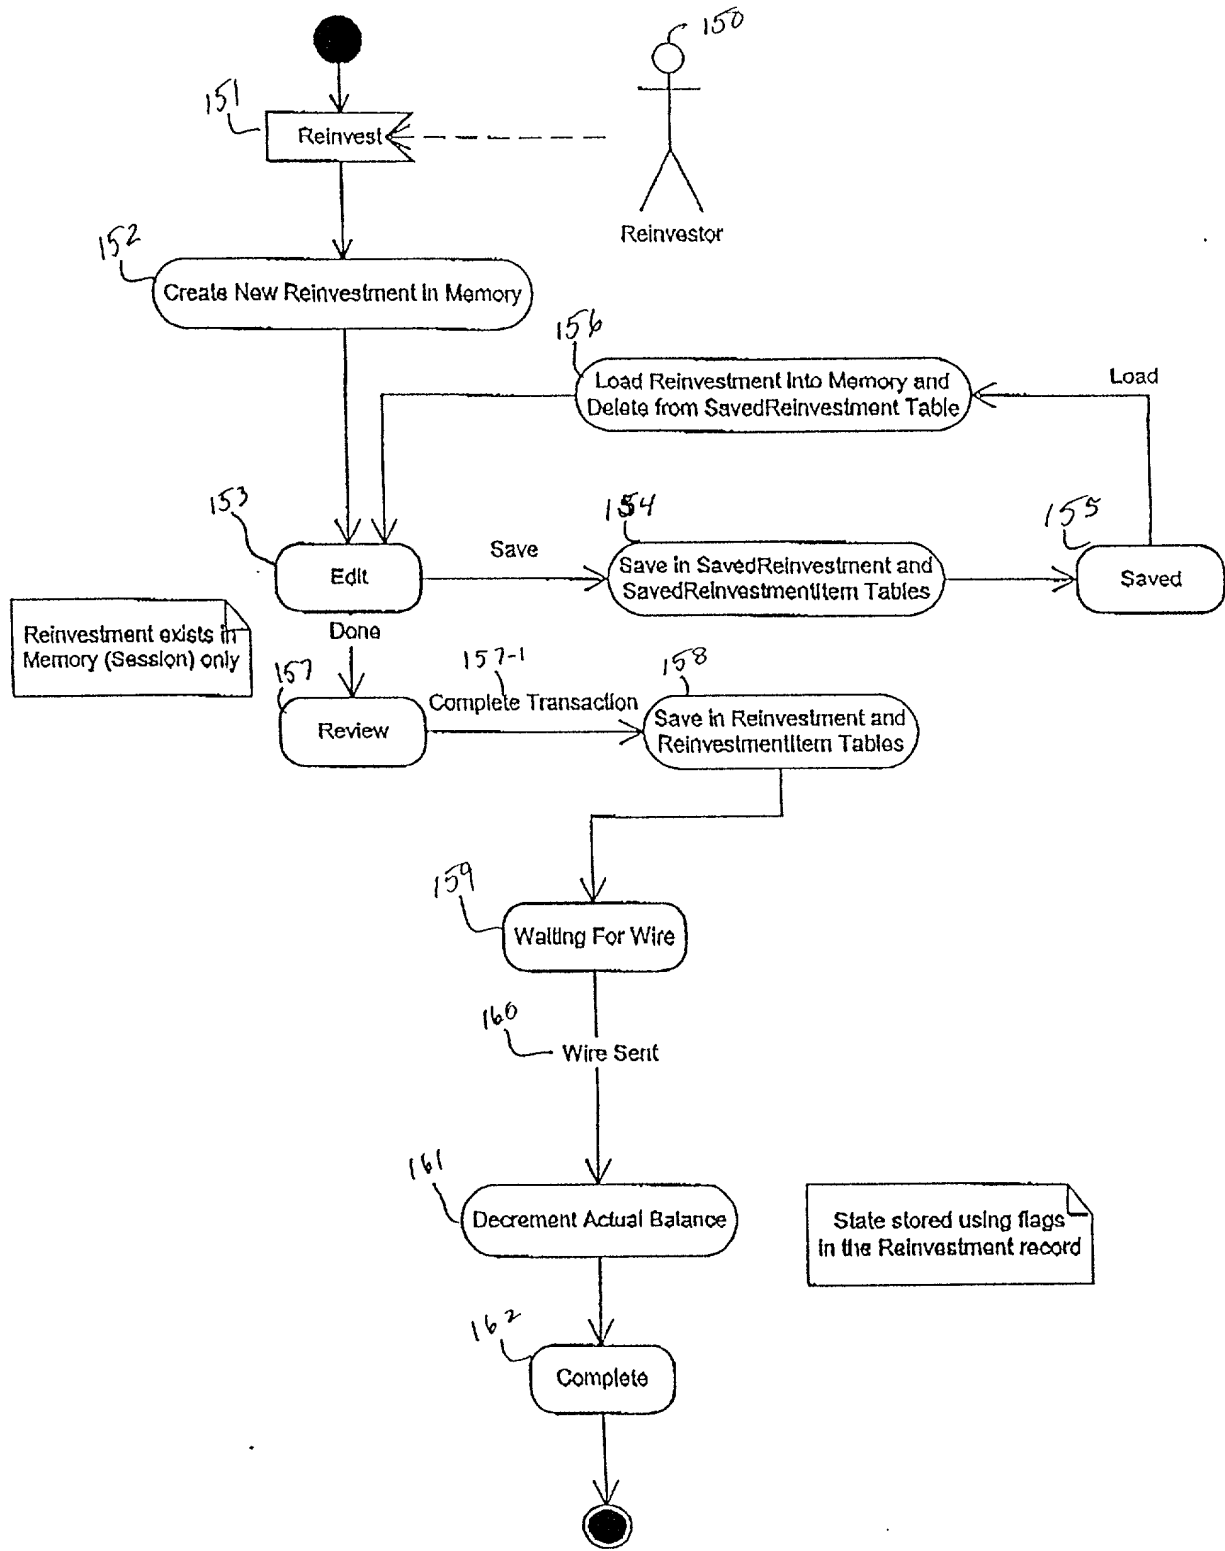 150
151
Reinvest
Reinvestor
152
Create New Reinvestment In Memory
156
Load Reinvestment Into Memory and
Delete from SavedReinvestment Table
Load
153
Edit
Save
154
Save in SavedReinvestment and
SavedReinvestmentItem Tables
155
Saved
Reinvestment exists in
Memory (Session) only
Done
157
Review
157-1
Complete Transaction
158
Save in Reinvestment and
ReinvestmentItem Tables
159
Waiting For Wire
160
Wire Sent
161
Decrement Actual Balance
State stored using flags
in the Reinvestment record
162
Complete